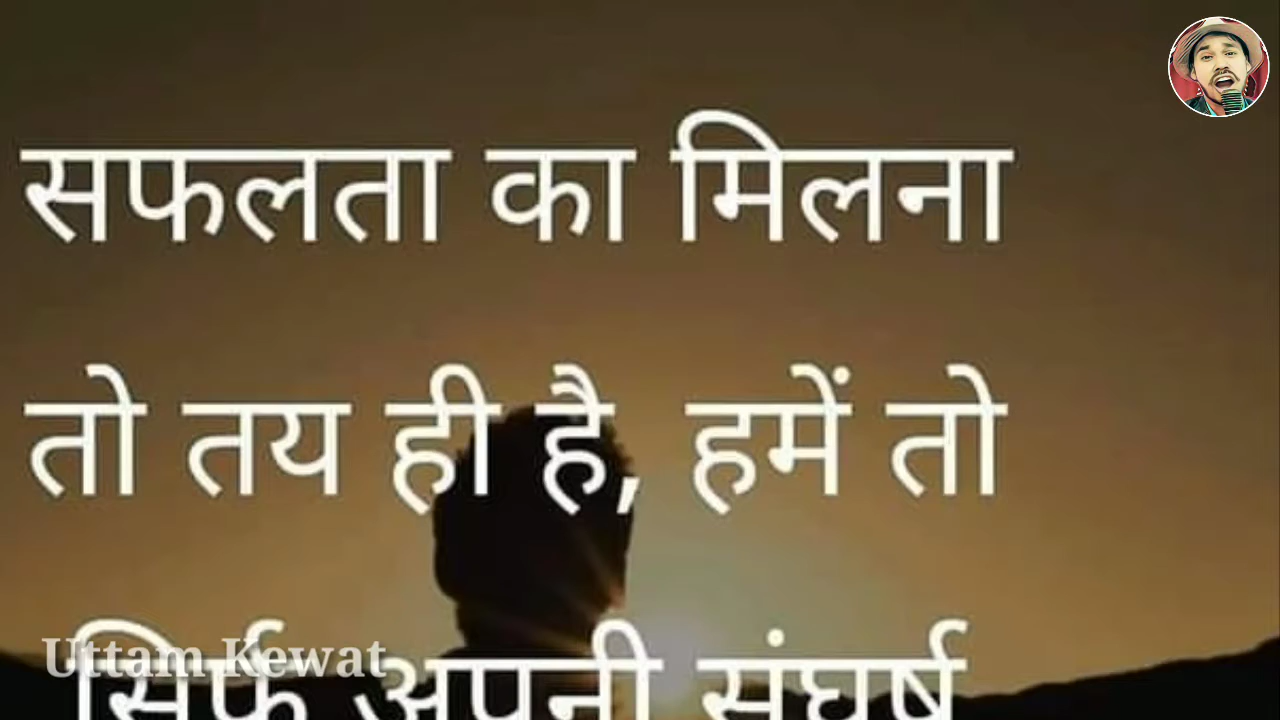 सफलता का मिलना
तो तय ही है, हमें तो
सिर्फ अपनी संघर्ष
Uttam Kewat